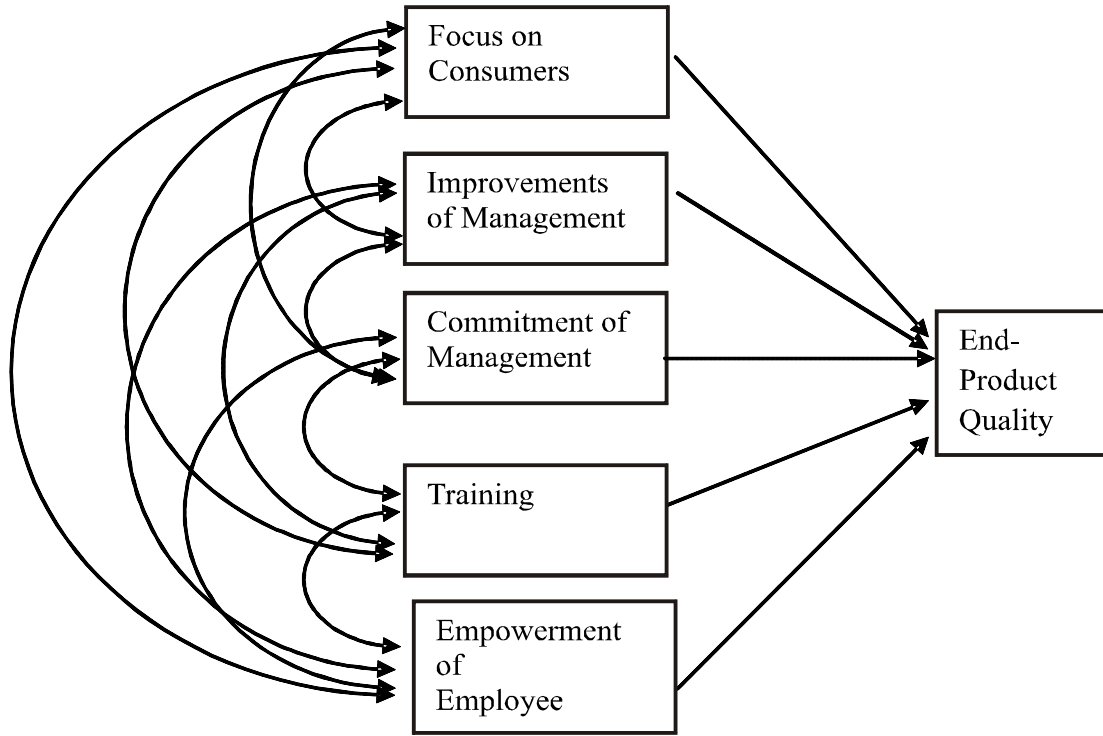 Focus on
Consumers
Improvements
of Management
Commitment of
Management
Training
Empowerment
of
Employee
End-
Product
Quality